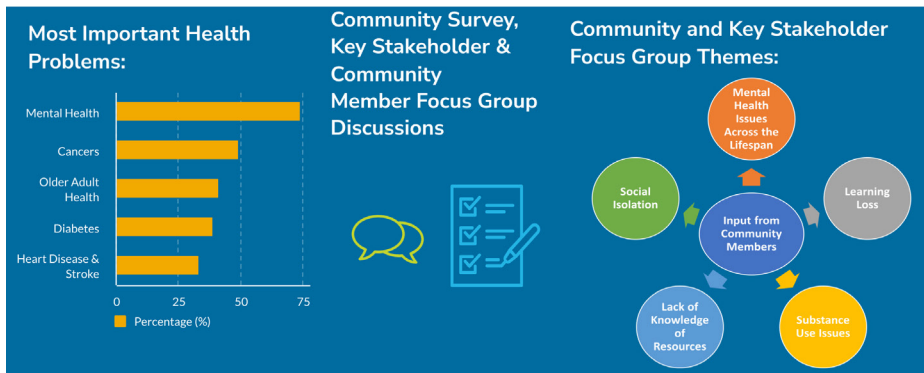 Most Important Health
Problems:
Mental Health
Cancers
Older Adult
Health
Diabetes
Heart Disease &
Stroke
0
25
50
75
Percentage (%)
Community Survey,
Key Stakeholder &
Community
Member Focus Group
Discussions
Community and Key Stakeholder
Focus Group Themes:
Mental
Health
Issues
Across the
Lifespan
Social
Isolation
Learning
Loss
Input from
Community
Members
Lack of
Knowledge
of
Resources
Substance
Use Issues